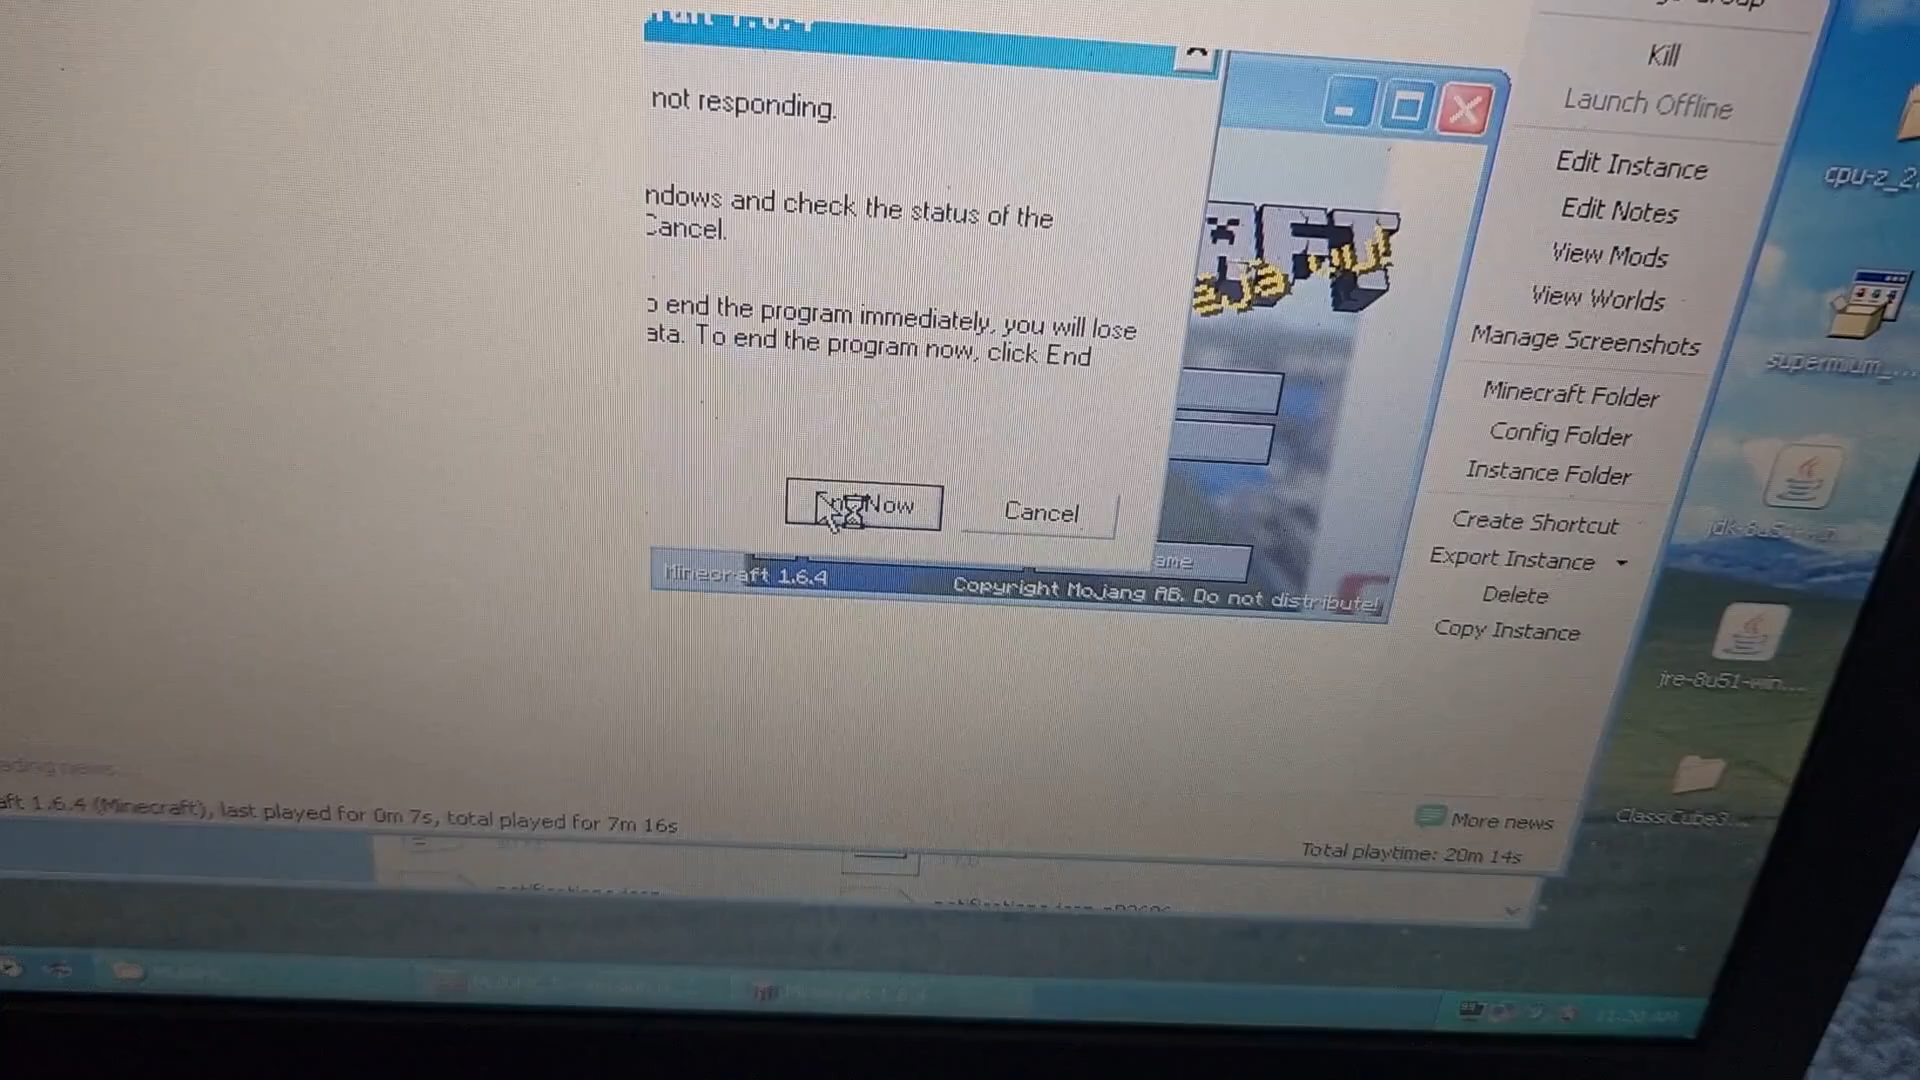 not responding.
ndows and check the status of the
Cancel.
o end the program immediately, you will lose
ata. To end the program now, click End
Now
Cancel
ame
Minecraft 1.6.4
Copyright Mojang AB. Do not distribute!
Kill
Launch Offline
Edit Instance
Edit Notes
View Mods
View Worlds
Manage Screenshots
Minecraft Folder
Config Folder
Instance Folder
Create Shortcut
Export Instance
Delete
Copy Instance
More news
aft 1.6.4 (Minecraft), last played for 0m 7s, total played for 7m 16s
Total playtime: 20m 14s
cpu-z_2
supermium_...
jre-8u51-win...
ClassiCube3...